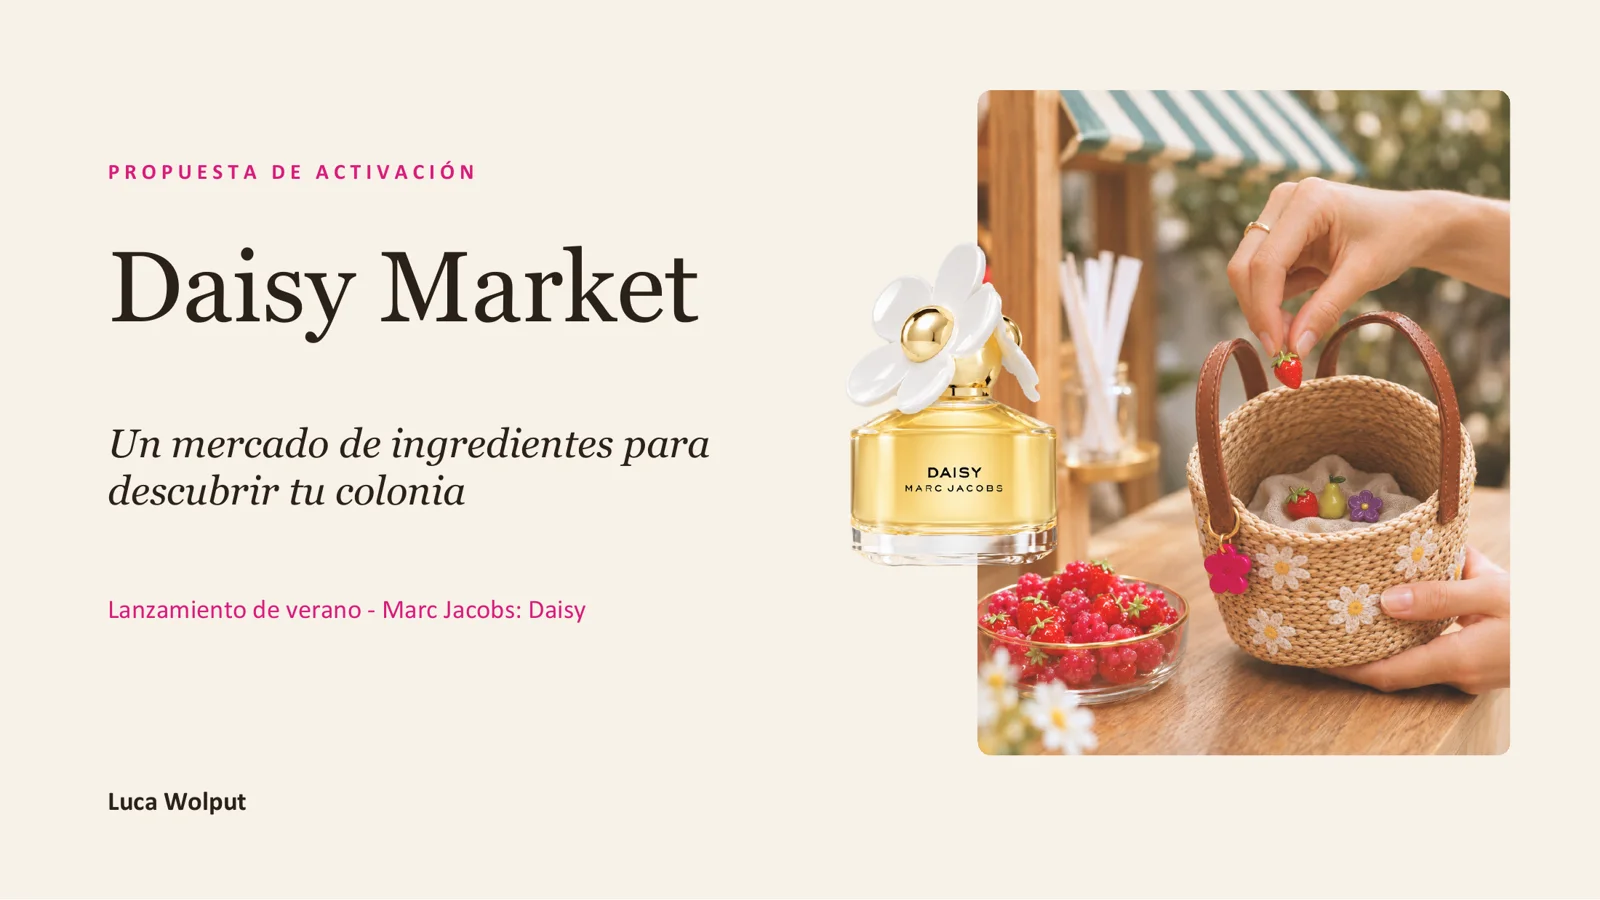 PROPUESTA DE ACTIVACIÓN
Daisy Market
Un mercado de ingredientes para
descubrir tu colonia
Lanzamiento de verano - Marc Jacobs: Daisy
Luca Wolput
DAISY
MARC JACOBS